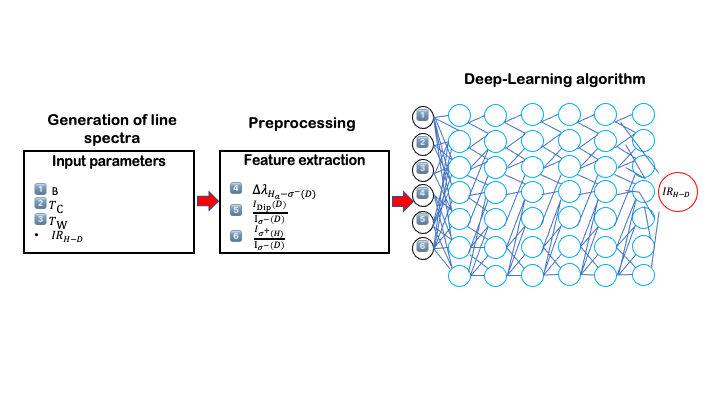 Deep-Learning algorithm
Generation of line
spectra
Preprocessing
Input parameters
1 B
2 T_C
3 T_W
• IR_{H−D}
Feature extraction
4 Δλ_{H_α−σ^−(D)}
5 I_{Dip}(D)/I_{σ^−(D)}
6 I_{σ^+(H)}/I_{σ^−(D)}
1
2
3
4
5
6
IR_{H−D}